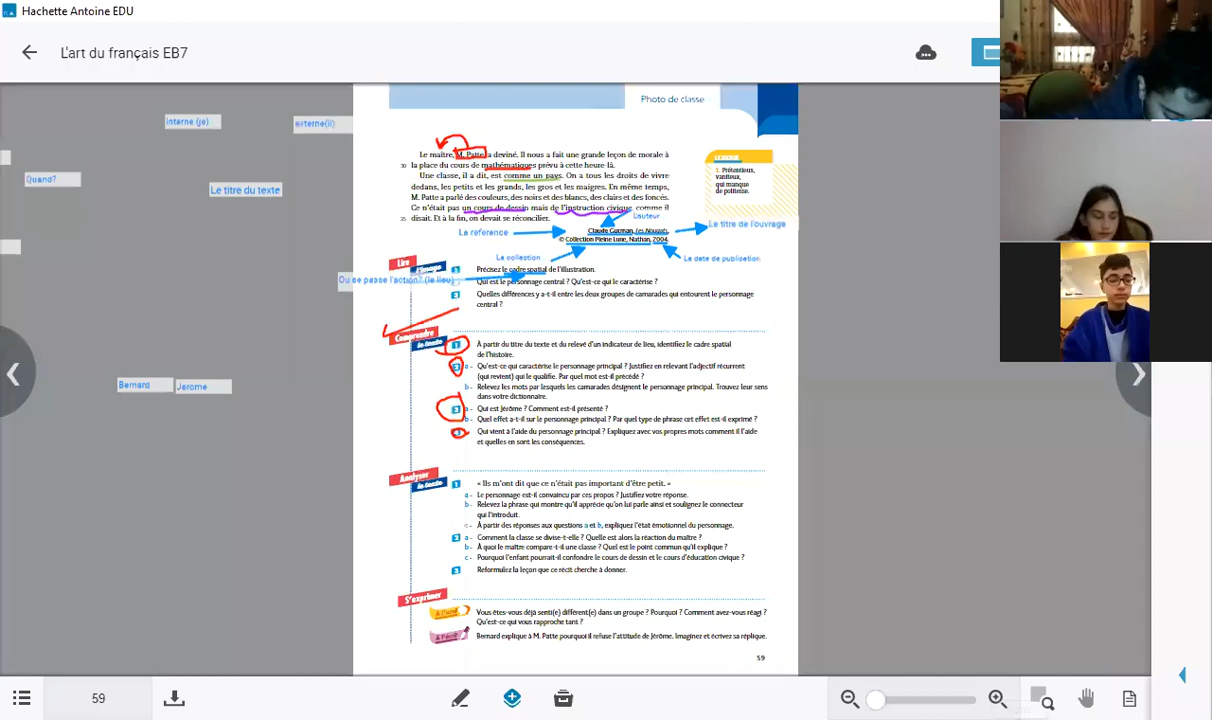 Hachette Antoine EDU
L'art du français EB7
Photo de classe
interne (je)
externe(il)
Quand?
Le titre du texte
Bernard
Jerome
Le maître, M. Patte a deviné. Il nous a fait une grande leçon de morale à
30 la place du cours de mathématiques prévu à cette heure-là.
Une classe, il a dit, est comme un pays. On a tous les droits de vivre
dedans, les petits et les grands, les gros et les maigres. En même temps,
M. Patte a parlé des couleurs, des noirs et des blancs, des clairs et des foncés.
Ce n'était pas un cours de dessin mais de l'instruction civique comme il
35 disait. Et à la fin, on devait se réconcilier.
LEXIQUE
1. Prétentieux,
vaniteux,
qui manque
de politesse.
L'auteur
La reference
Claude Gutman, Les Nougats,
Le titre de l'ouvrage
© Collection Pleine Lune, Nathan, 2004.
La collection
La date de publication
Lire
l'image
1 Précisez le cadre spatial de l'illustration.
Ou se passe l'action? (le lieu)
Qui est le personnage central ? Qu'est-ce qui le caractérise ?
3 Quelles différences y a-t-il entre les deux groupes de camarades qui entourent le personnage
central ?
Comprendre
le texte
1 À partir du titre du texte et du relevé d'un indicateur de lieu, identifiez le cadre spatial
de l'histoire.
2 a- Qu'est-ce qui caractérise le personnage principal ? Justifiez en relevant l'adjectif récurrent
(qui revient) qui le qualifie. Par quel mot est-il précédé ?
b- Relevez les mots par lesquels les camarades désignent le personnage principal. Trouvez leur sens
dans votre dictionnaire.
3 a- Qui est Jérôme ? Comment est-il présenté ?
b- Quel effet a-t-il sur le personnage principal ? Par quel type de phrase cet effet est-il exprimé ?
Qui vient à l'aide du personnage principal ? Expliquez avec vos propres mots comment il l'aide
et quelles en sont les conséquences.
Analyser
le texte
1 « Ils m'ont dit que ce n'était pas important d'être petit. »
a- Le personnage est-il convaincu par ces propos ? Justifiez votre réponse.
b- Relevez la phrase qui montre qu'il apprécie qu'on lui parle ainsi et soulignez le connecteur
qui l'introduit.
c- À partir des réponses aux questions a et b, expliquez l'état émotionnel du personnage.
2 a- Comment la classe se divise-t-elle ? Quelle est alors la réaction du maître ?
b- À quoi le maître compare-t-il une classe ? Quel est le point commun qu'il explique ?
c- Pourquoi l'enfant pourrait-il confondre le cours de dessin et le cours d'éducation civique ?
3 Reformulez la leçon que ce récit cherche à donner.
S'exprimer
À l'oral
Vous êtes-vous déjà senti(e) différent(e) dans un groupe ? Pourquoi ? Comment avez-vous réagi ?
Qu'est-ce qui vous rapproche tant ?
À l'écrit
Bernard explique à M. Patte pourquoi il refuse l'attitude de Jérôme. Imaginez et écrivez sa réplique.
59
59